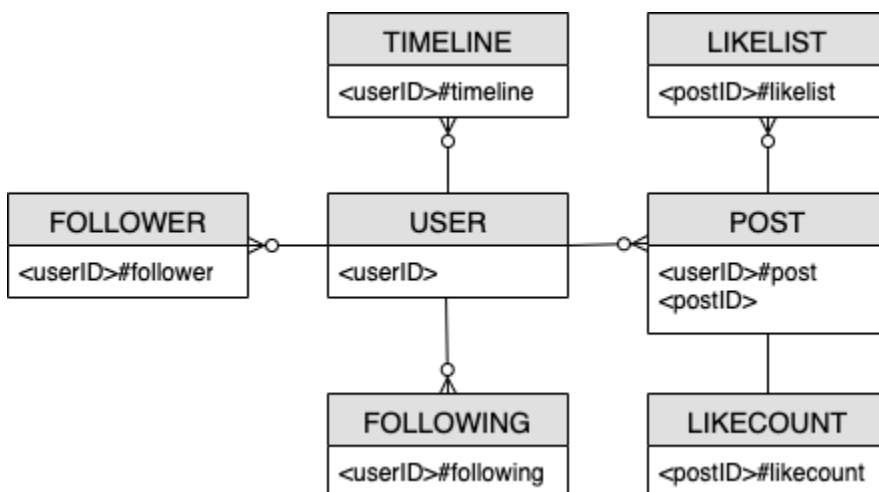 TIMELINE
<userID>#timeline
LIKELIST
<postID>#likelist
FOLLOWER
<userID>#follower
USER
<userID>
POST
<userID>#post
<postID>
FOLLOWING
<userID>#following
LIKECOUNT
<postID>#likecount